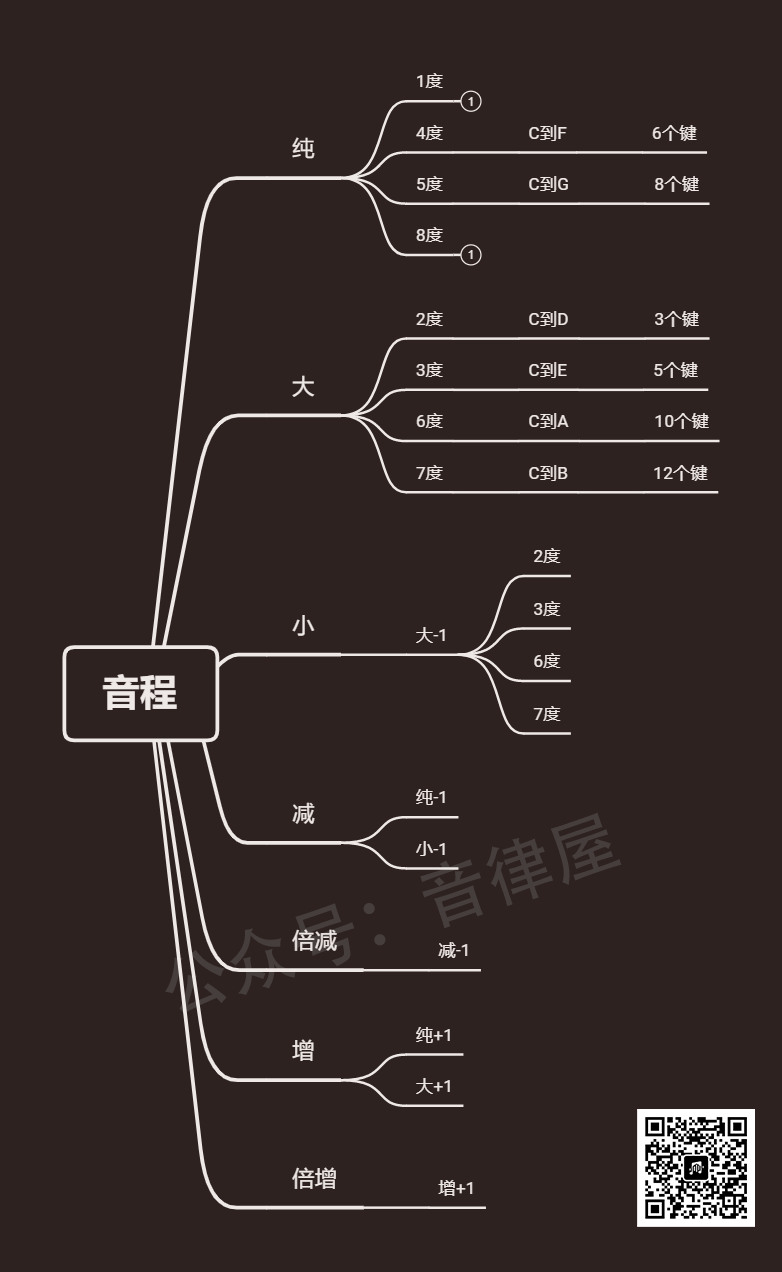 音程
纯
1度 1
4度 C到F 6个键
5度 C到G 8个键
8度 1
大
2度 C到D 3个键
3度 C到E 5个键
6度 C到A 10个键
7度 C到B 12个键
小
大-1
2度
3度
6度
7度
减
纯-1
小-1
倍减
减-1
增
纯+1
大+1
倍增
增+1
公众号：音律屋